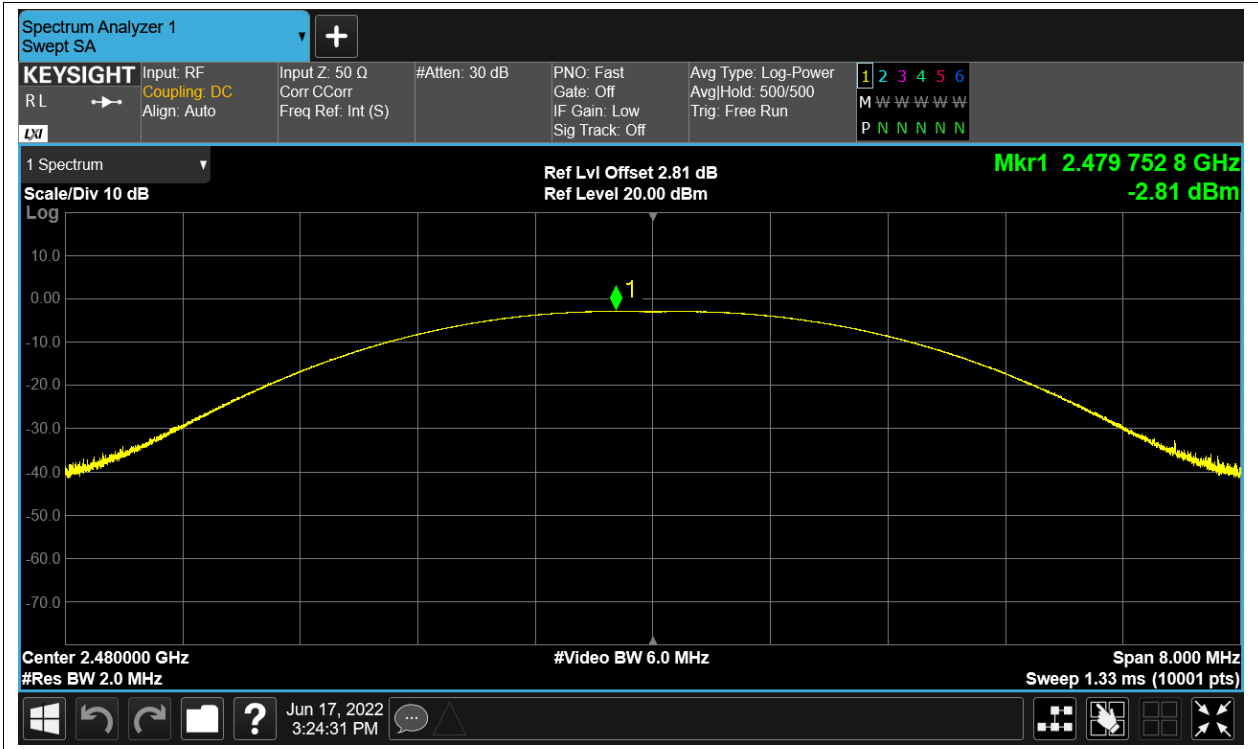 Spectrum Analyzer 1
Swept SA
+
KEYSIGHT
RL
LXI
Input: RF
Coupling: DC
Align: Auto
Input Z: 50 Ω
Corr CCorr
Freq Ref: Int (S)
#Atten: 30 dB
PNO: Fast
Gate: Off
IF Gain: Low
Sig Track: Off
Avg Type: Log-Power
Avg|Hold: 500/500
Trig: Free Run
1 2 3 4 5 6
M W W W W W
P N N N N N
1 Spectrum
Scale/Div 10 dB
Log
Ref Lvl Offset 2.81 dB
Ref Level 20.00 dBm
Mkr1 2.479 752 8 GHz
-2.81 dBm
1
10.0
0.00
-10.0
-20.0
-30.0
-40.0
-50.0
-60.0
-70.0
Center 2.480000 GHz
#Res BW 2.0 MHz
#Video BW 6.0 MHz
Span 8.000 MHz
Sweep 1.33 ms (10001 pts)
?
Jun 17, 2022
3:24:31 PM